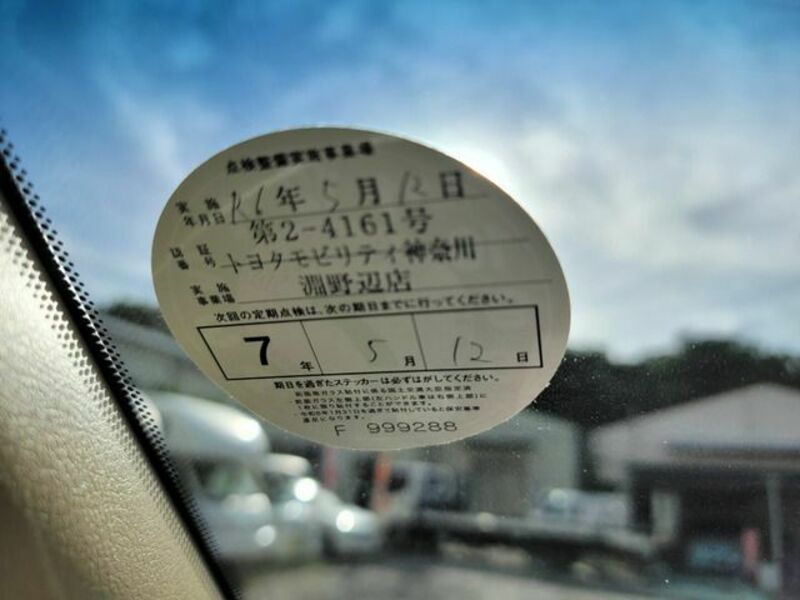 点検整備実施事業場
実施年月日 R6年5月12日
認証番号 第2-4161号
トヨタモビリティ神奈川
実施事業場 淵野辺店
次回の定期点検は、次の期日までに行ってください。
7年 5月 12日
期日を過ぎたステッカーは必ずはがしてください。
F 999288